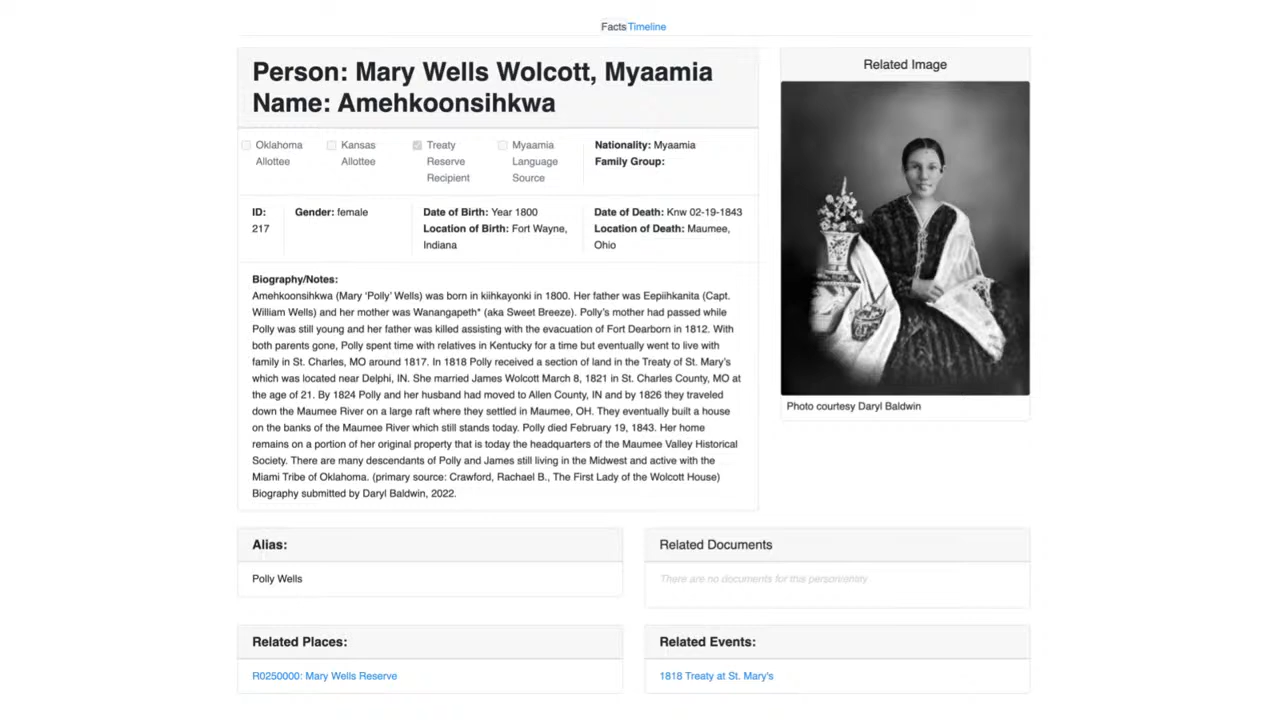 Facts Timeline
Person: Mary Wells Wolcott, Myaamia
Name: Amehkoonsihkwa
Oklahoma
Allottee
Kansas
Allottee
Treaty
Reserve
Recipient
Myaamia
Language
Source
Nationality: Myaamia
Family Group:
ID:
217
Gender: female
Date of Birth: Year 1800
Location of Birth: Fort Wayne,
Indiana
Date of Death: Knw 02-19-1843
Location of Death: Maumee,
Ohio
Biography/Notes:
Amehkoonsihkwa (Mary 'Polly' Wells) was born in kiihkayonki in 1800. Her father was Eepiihkanita (Capt.
William Wells) and her mother was Wanangapeth* (aka Sweet Breeze). Polly's mother had passed while
Polly was still young and her father was killed assisting with the evacuation of Fort Dearborn in 1812. With
both parents gone, Polly spent time with relatives in Kentucky for a time but eventually went to live with
family in St. Charles, MO around 1817. In 1818 Polly received a section of land in the Treaty of St. Mary's
which was located near Delphi, IN. She married James Wolcott March 8, 1821 in St. Charles County, MO at
the age of 21. By 1824 Polly and her husband had moved to Allen County, IN and by 1826 they traveled
down the Maumee River on a large raft where they settled in Maumee, OH. They eventually built a house
on the banks of the Maumee River which still stands today. Polly died February 19, 1843. Her home
remains on a portion of her original property that is today the headquarters of the Maumee Valley Historical
Society. There are many descendants of Polly and James still living in the Midwest and active with the
Miami Tribe of Oklahoma. (primary source: Crawford, Rachael B., The First Lady of the Wolcott House)
Biography submitted by Daryl Baldwin, 2022.
Related Image
Photo courtesy Daryl Baldwin
Alias:
Polly Wells
Related Documents
There are no documents for this person/entity
Related Places:
R0250000: Mary Wells Reserve
Related Events:
1818 Treaty at St. Mary's